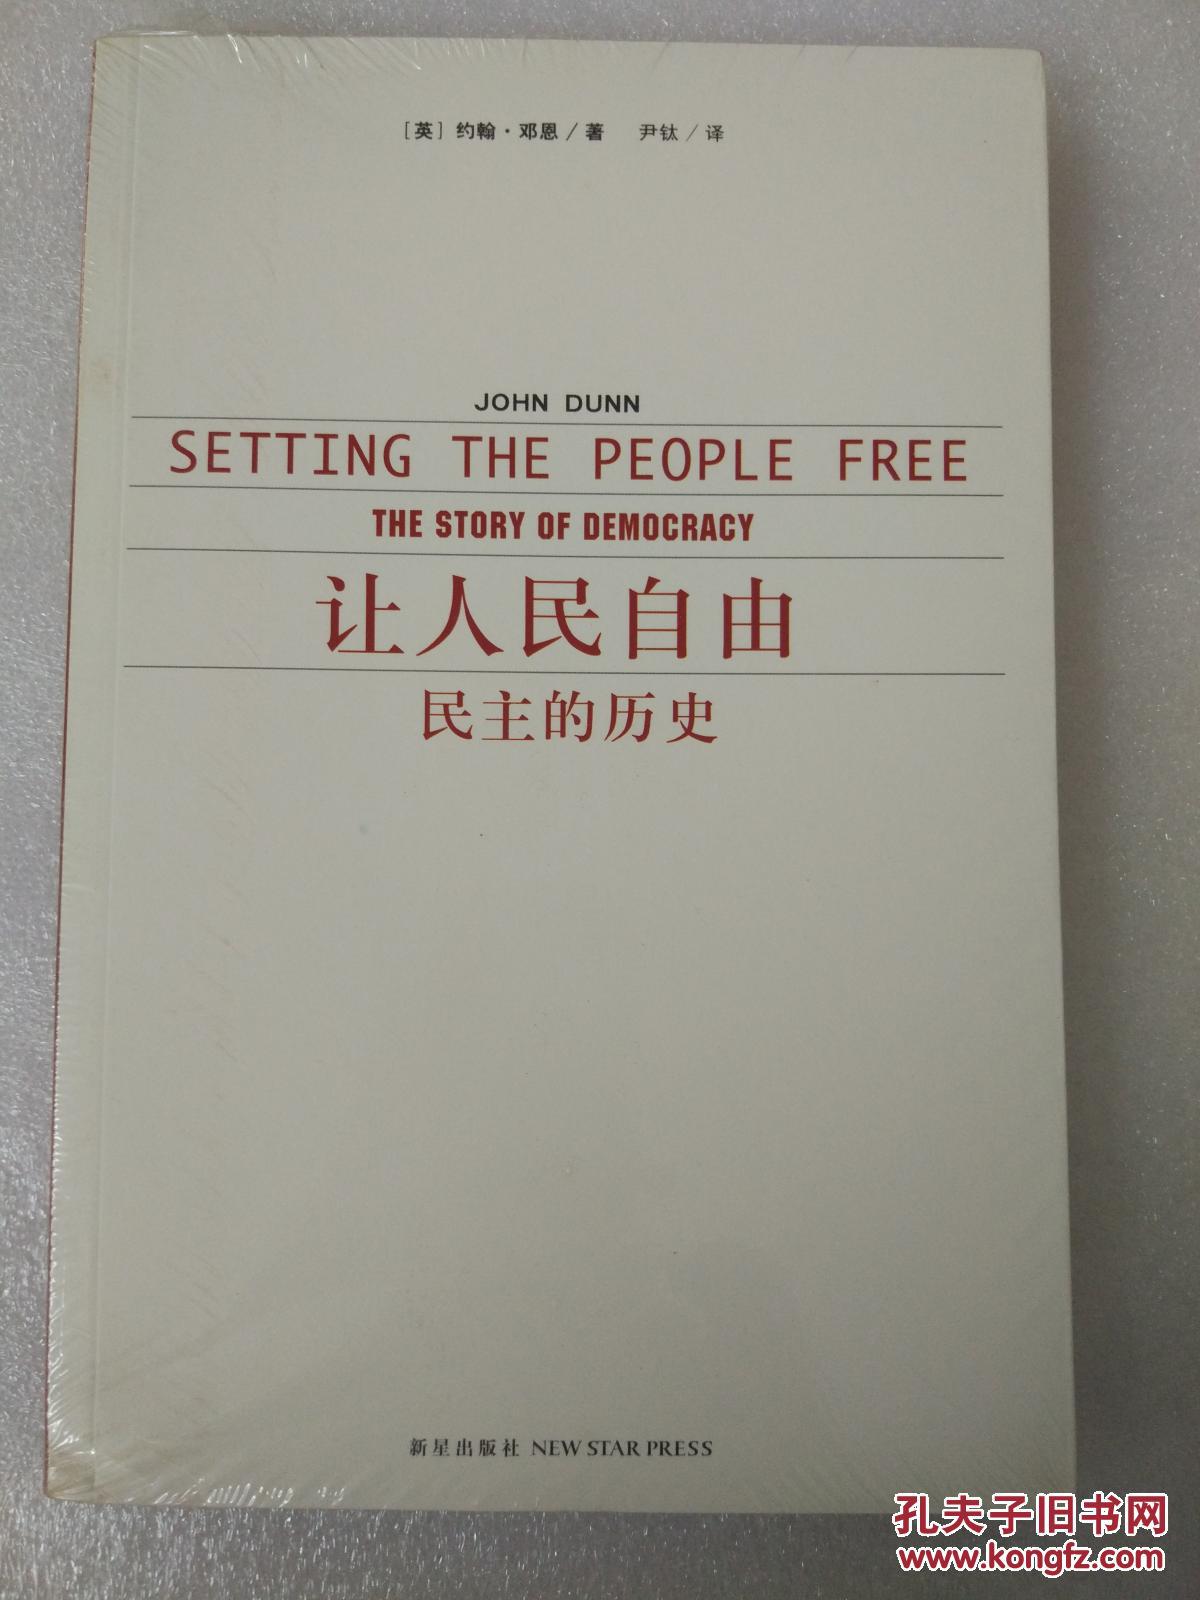 [英]约翰·邓恩／著 尹钛／译
JOHN DUNN
SETTING THE PEOPLE FREE
THE STORY OF DEMOCRACY
让人民自由
民主的历史
新星出版社 NEW STAR PRESS
孔夫子旧书网
www.kongfz.com